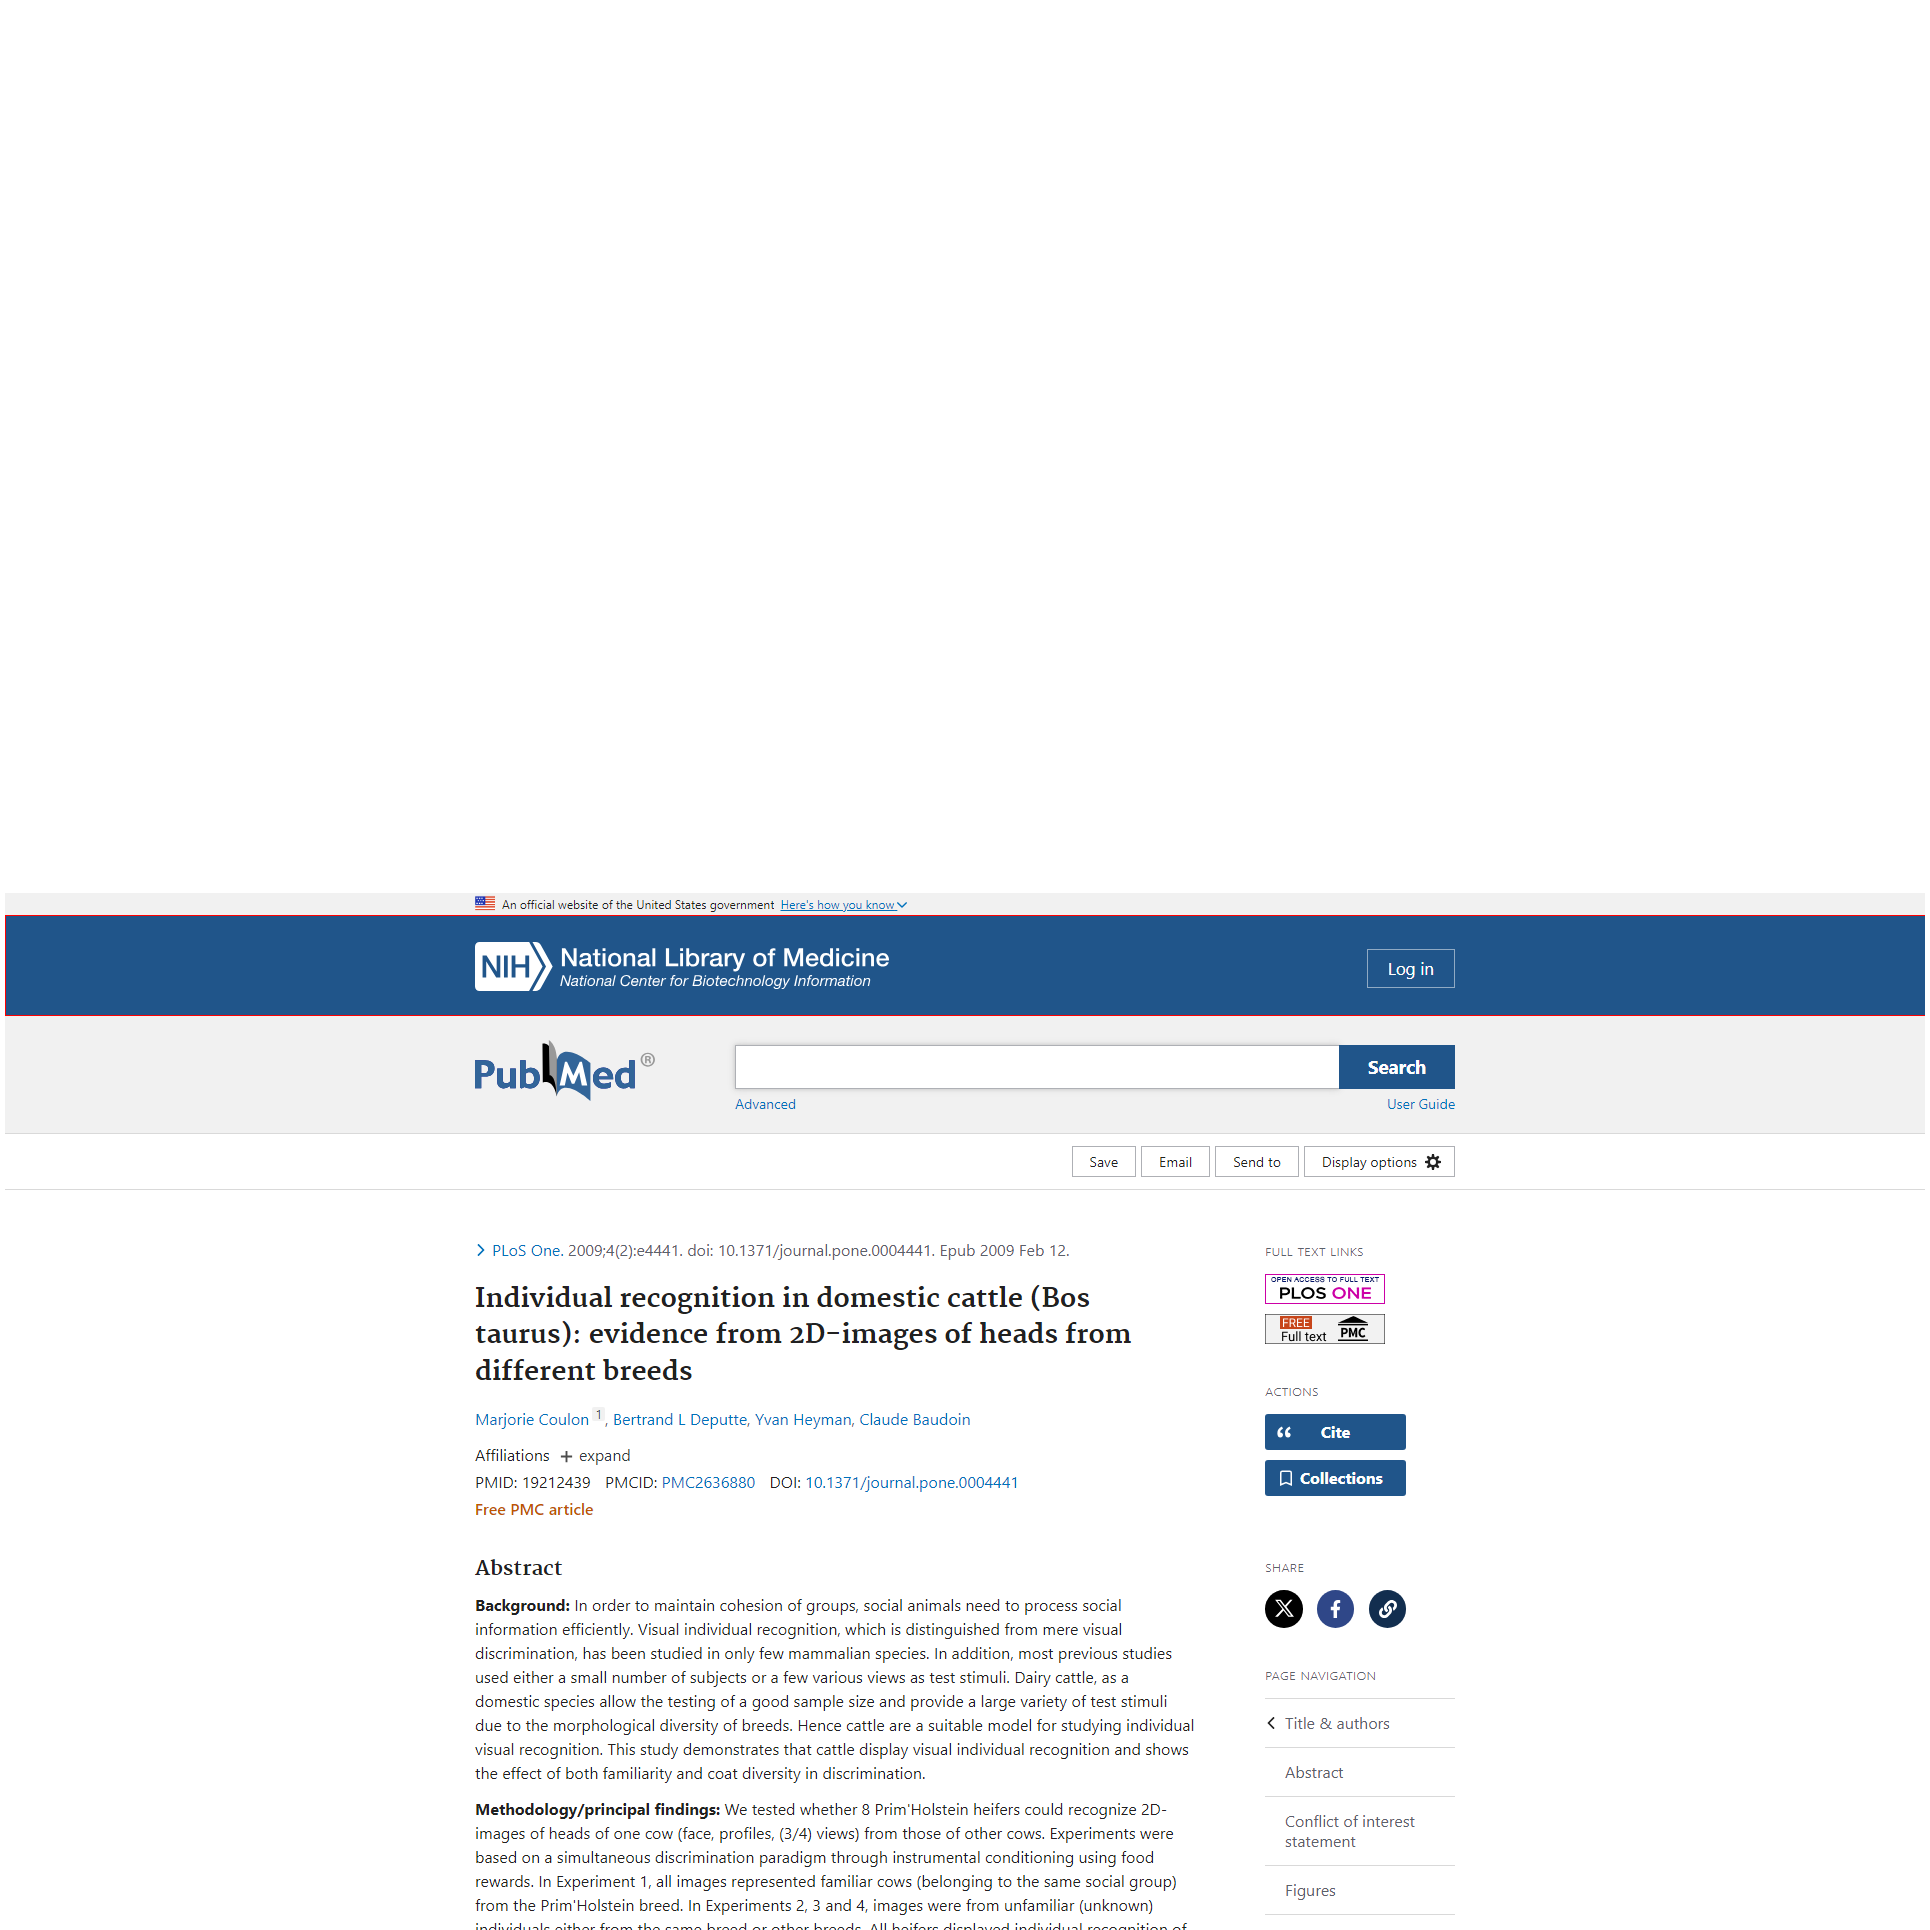 An official website of the United States government Here's how you know
NIH National Library of Medicine
National Center for Biotechnology Information
Log in
PubMed®
Search
Advanced
User Guide
Save
Email
Send to
Display options
PLoS One. 2009;4(2):e4441. doi: 10.1371/journal.pone.0004441. Epub 2009 Feb 12.
Individual recognition in domestic cattle (Bos
taurus): evidence from 2D-images of heads from
different breeds
Marjorie Coulon 1, Bertrand L Deputte, Yvan Heyman, Claude Baudoin
Affiliations + expand
PMID: 19212439 PMCID: PMC2636880 DOI: 10.1371/journal.pone.0004441
Free PMC article
Abstract
Background: In order to maintain cohesion of groups, social animals need to process social
information efficiently. Visual individual recognition, which is distinguished from mere visual
discrimination, has been studied in only few mammalian species. In addition, most previous studies
used either a small number of subjects or a few various views as test stimuli. Dairy cattle, as a
domestic species allow the testing of a good sample size and provide a large variety of test stimuli
due to the morphological diversity of breeds. Hence cattle are a suitable model for studying individual
visual recognition. This study demonstrates that cattle display visual individual recognition and shows
the effect of both familiarity and coat diversity in discrimination.
Methodology/principal findings: We tested whether 8 Prim'Holstein heifers could recognize 2D-
images of heads of one cow (face, profiles, (3/4) views) from those of other cows. Experiments were
based on a simultaneous discrimination paradigm through instrumental conditioning using food
rewards. In Experiment 1, all images represented familiar cows (belonging to the same social group)
from the Prim'Holstein breed. In Experiments 2, 3 and 4, images were from unfamiliar (unknown)
individuals either from the same breed or other breeds. All heifers displayed individual recognition of
FULL TEXT LINKS
OPEN ACCESS TO FULL TEXT
PLOS ONE
FREE
Full text PMC
ACTIONS
Cite
Collections
SHARE
PAGE NAVIGATION
Title & authors
Abstract
Conflict of interest
statement
Figures